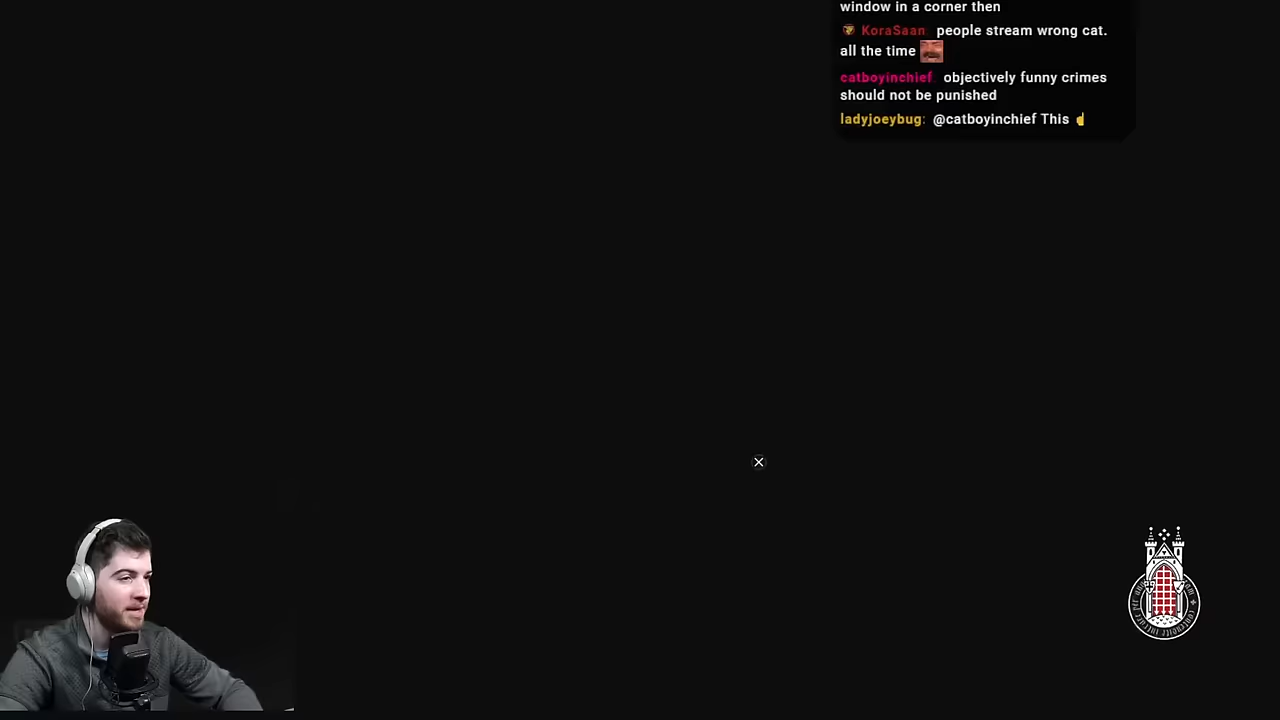 window in a corner then
KoraSaan: people stream wrong cat.
all the time
catboyinchief: objectively funny crimes
should not be punished
ladyjoeybug: @catboyinchief This ☝